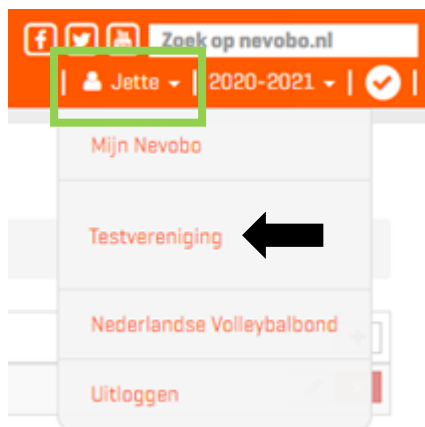 f
Zoek op nevobo.nl
| Jette | 2020-2021 | |
Mijn Nevobo
Testvereniging
Nederlandse Volleybalbond
Uitloggen